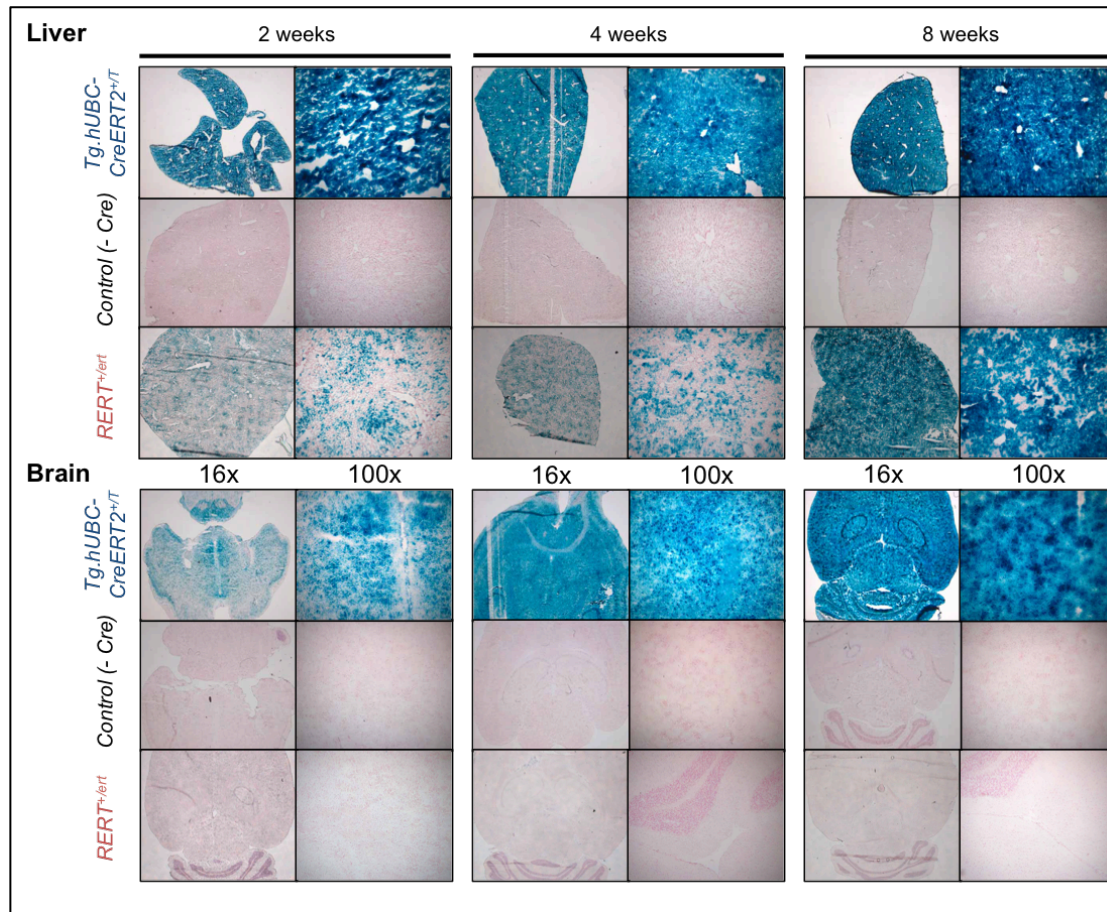 Liver
2 weeks
4 weeks
8 weeks
Tg.hUBC-
CreERT2+/T
Control (- Cre)
RERT+/ert
Brain
16x
100x
16x
100x
16x
100x
Tg.hUBC-
CreERT2+/T
Control (- Cre)
RERT+/ert